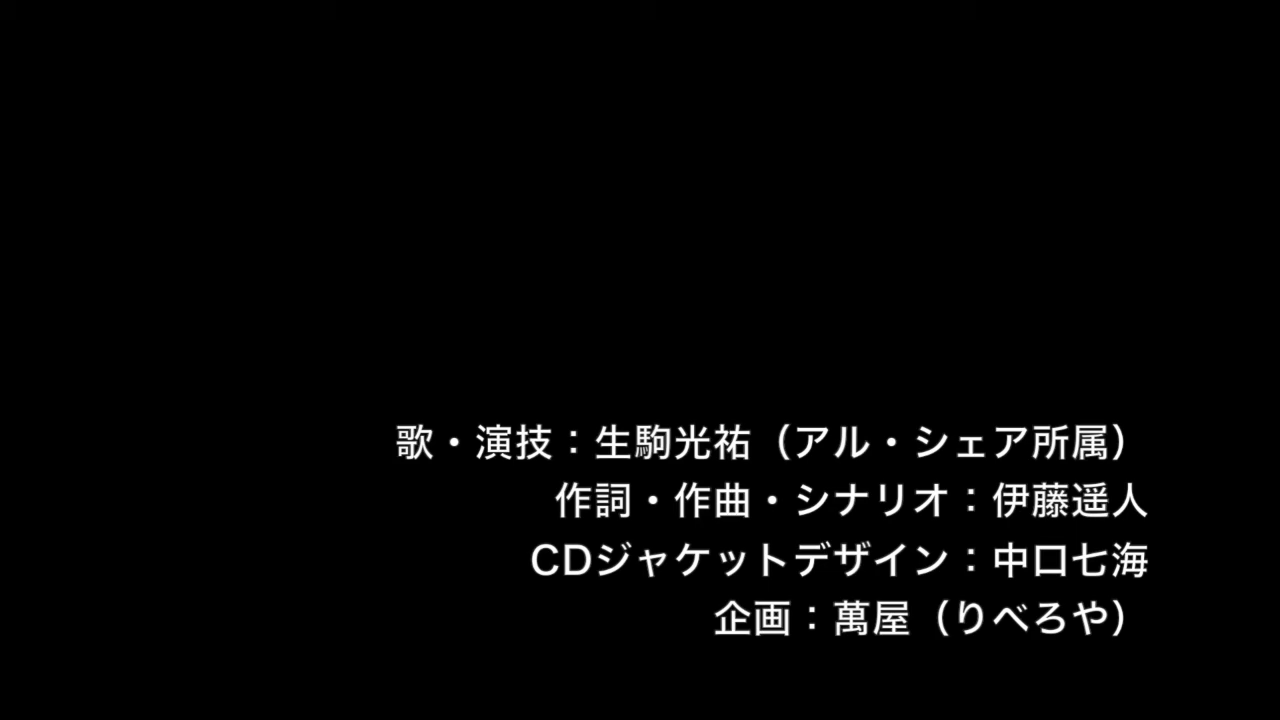 歌・演技：生駒光祐（アル・シェア所属）
作詞・作曲・シナリオ：伊藤遥人
CDジャケットデザイン：中口七海
企画：萬屋（りべろや）